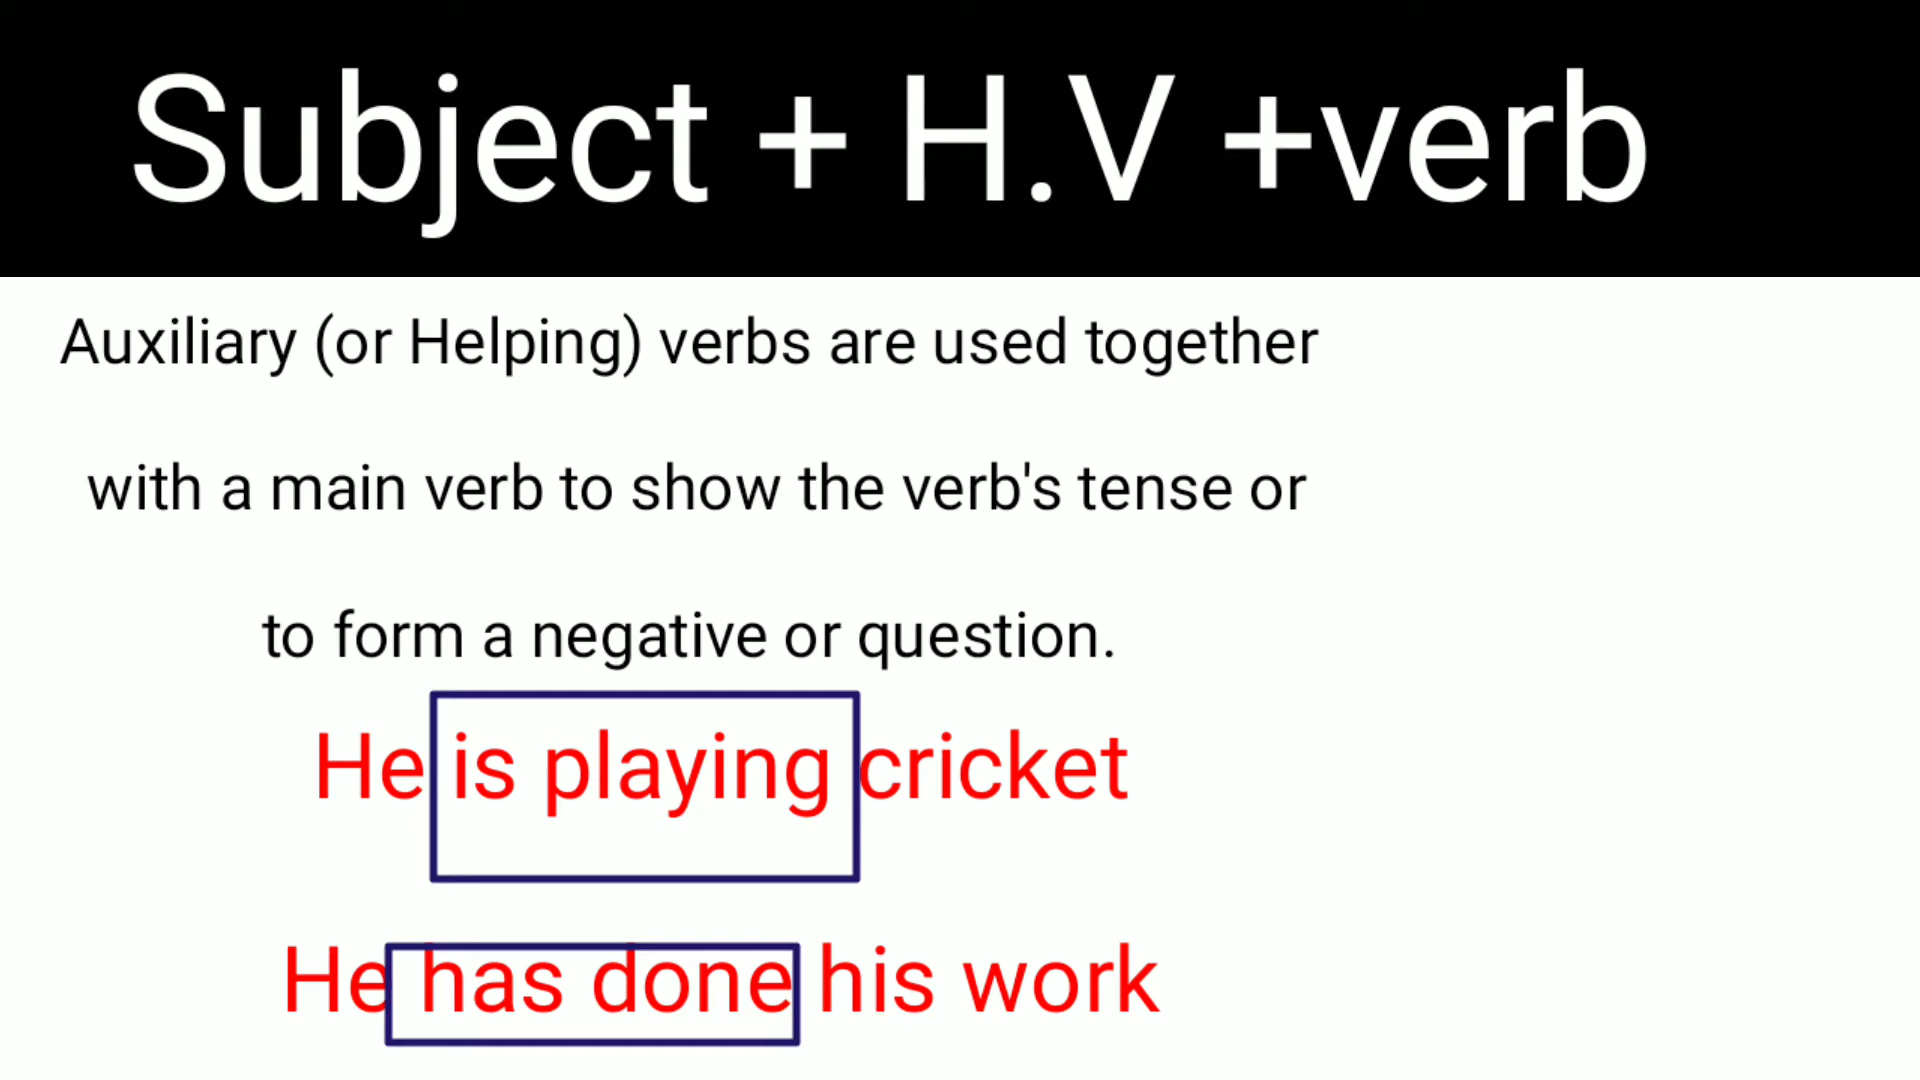 Subject + H.V +verb
Auxiliary (or Helping) verbs are used together
with a main verb to show the verb's tense or
to form a negative or question.
He is playing cricket
He has done his work